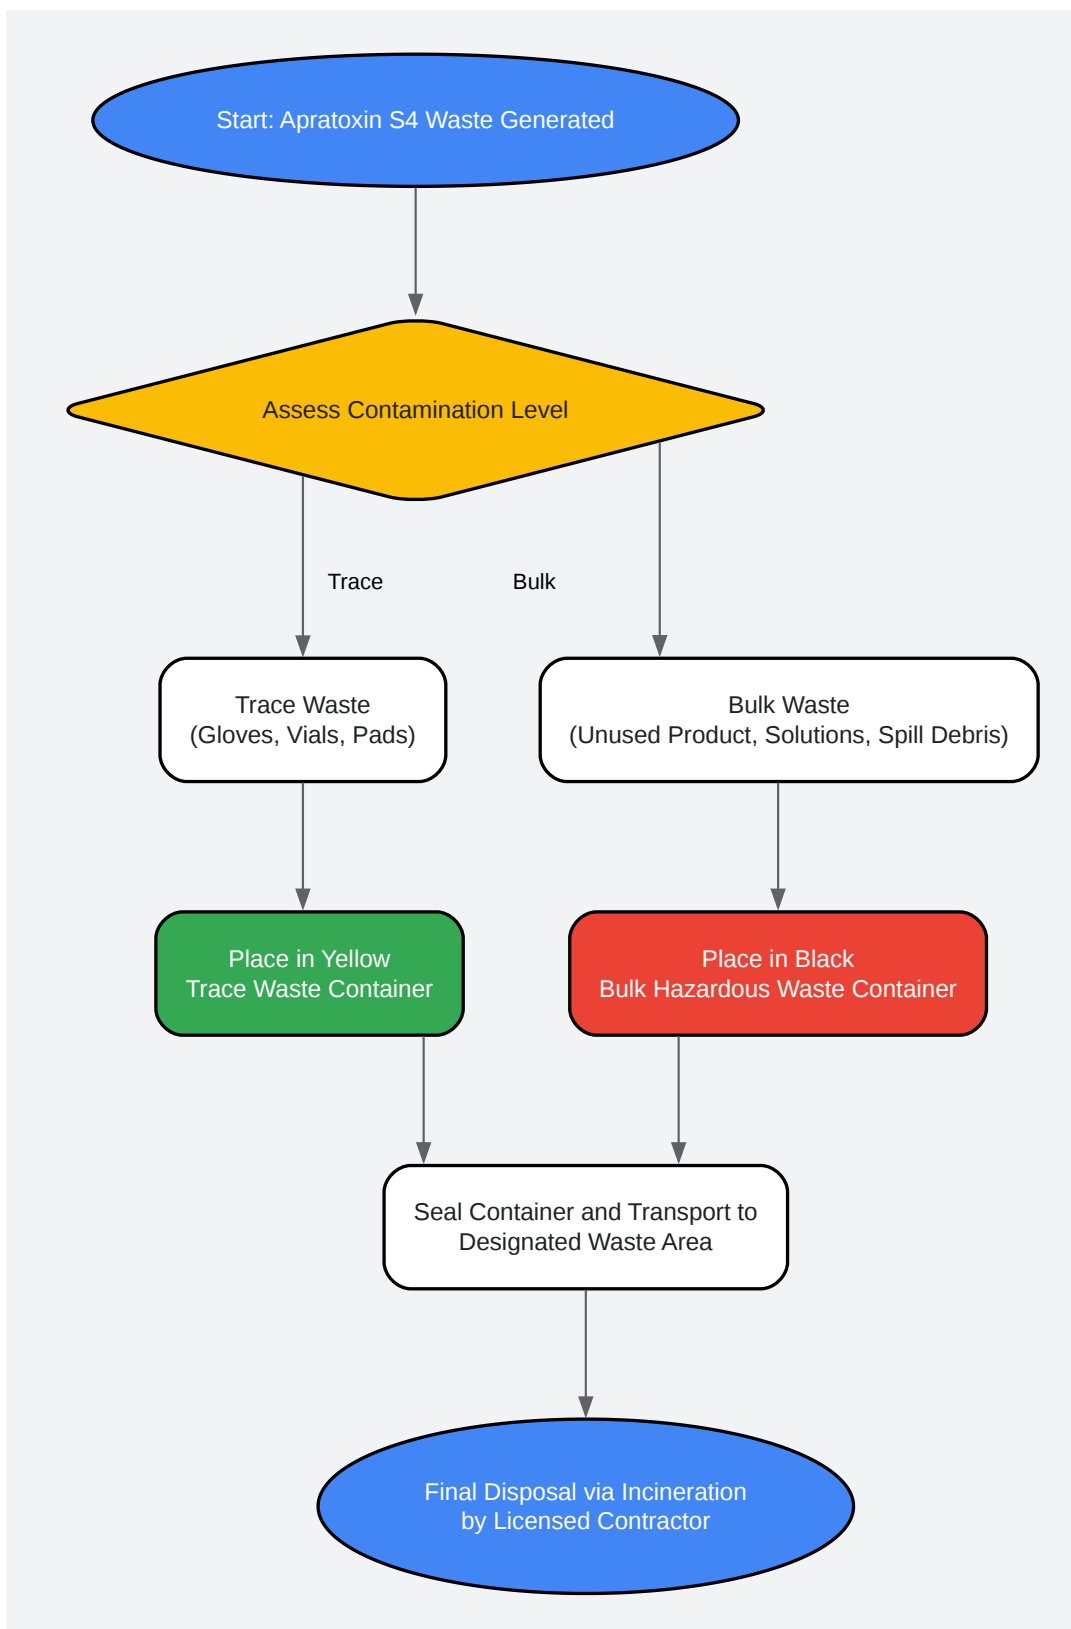 Start: Apratoxin S4 Waste Generated
Assess Contamination Level
Trace
Bulk
Trace Waste
(Gloves, Vials, Pads)
Bulk Waste
(Unused Product, Solutions, Spill Debris)
Place in Yellow
Trace Waste Container
Place in Black
Bulk Hazardous Waste Container
Seal Container and Transport to
Designated Waste Area
Final Disposal via Incineration
by Licensed Contractor